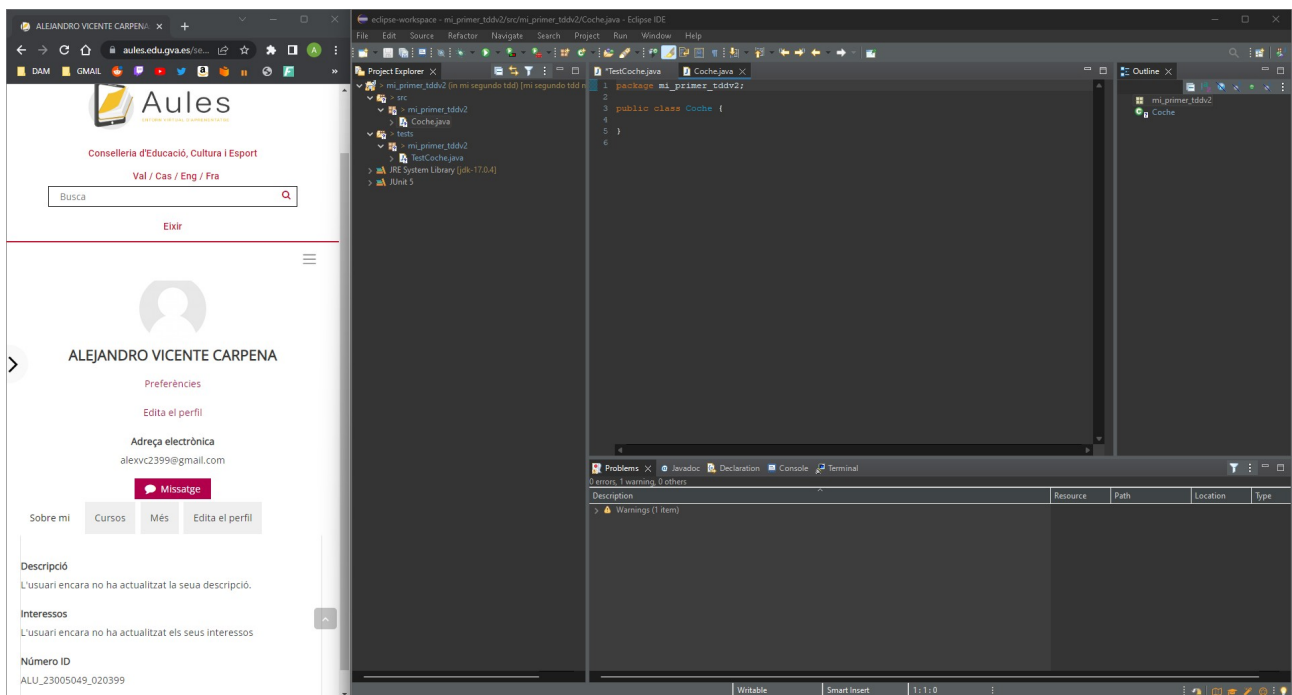 ALEJANDRO VICENTE CARPENA:
aules.edu.gva.es/se...
DAM GMAIL
Aules
ENTORN VIRTUAL D'APRENENTATGE
Conselleria d'Educació, Cultura i Esport
Val / Cas / Eng / Fra
Busca
Eixir
ALEJANDRO VICENTE CARPENA
Preferències
Edita el perfil
Adreça electrònica
alexvc2399@gmail.com
Missatge
Sobre mi Cursos Més Edita el perfil
Descripció
L'usuari encara no ha actualitzat la seua descripció.
Interessos
L'usuari encara no ha actualitzat els seus interessos
Número ID
ALU_23005049_020399
eclipse-workspace - mi_primer_tddv2/src/mi_primer_tddv2/Coche.java - Eclipse IDE
File Edit Source Refactor Navigate Search Project Run Window Help
Project Explorer
> mi_primer_tddv2 (in mi segundo tdd) [mi segundo tdd
> src
> mi_primer_tddv2
> Coche.java
> tests
> mi_primer_tddv2
> TestCoche.java
> JRE System Library [jdk-17.0.4]
> JUnit 5
*TestCoche.java Coche.java
1 package mi_primer_tddv2;
2
3 public class Coche {
4
5 }
6
Outline
mi_primer_tddv2
Coche
Problems @ Javadoc Declaration Console Terminal
0 errors, 1 warning, 0 others
Description Resource Path Location Type
> Warnings (1 item)
Writable Smart Insert 1 : 1 : 0